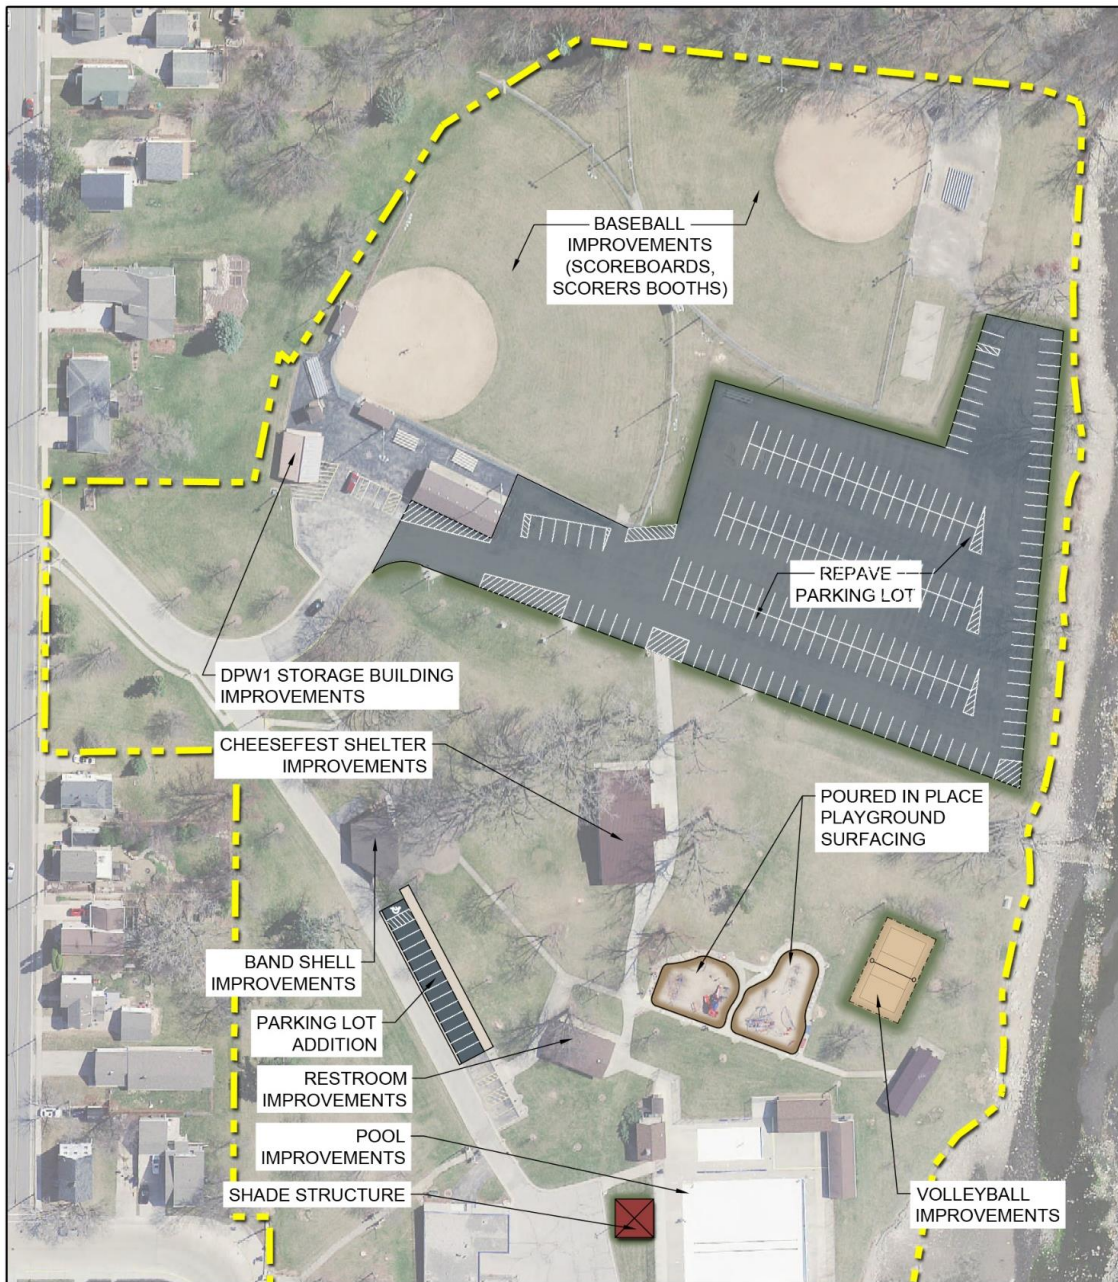 BASEBALL
IMPROVEMENTS
(SCOREBOARDS,
SCORERS BOOTHS)
REPAVE
PARKING LOT
DPW1 STORAGE BUILDING
IMPROVEMENTS
CHEESEFEST SHELTER
IMPROVEMENTS
POURED IN PLACE
PLAYGROUND
SURFACING
BAND SHELL
IMPROVEMENTS
PARKING LOT
ADDITION
RESTROOM
IMPROVEMENTS
POOL
IMPROVEMENTS
SHADE STRUCTURE
VOLLEYBALL
IMPROVEMENTS